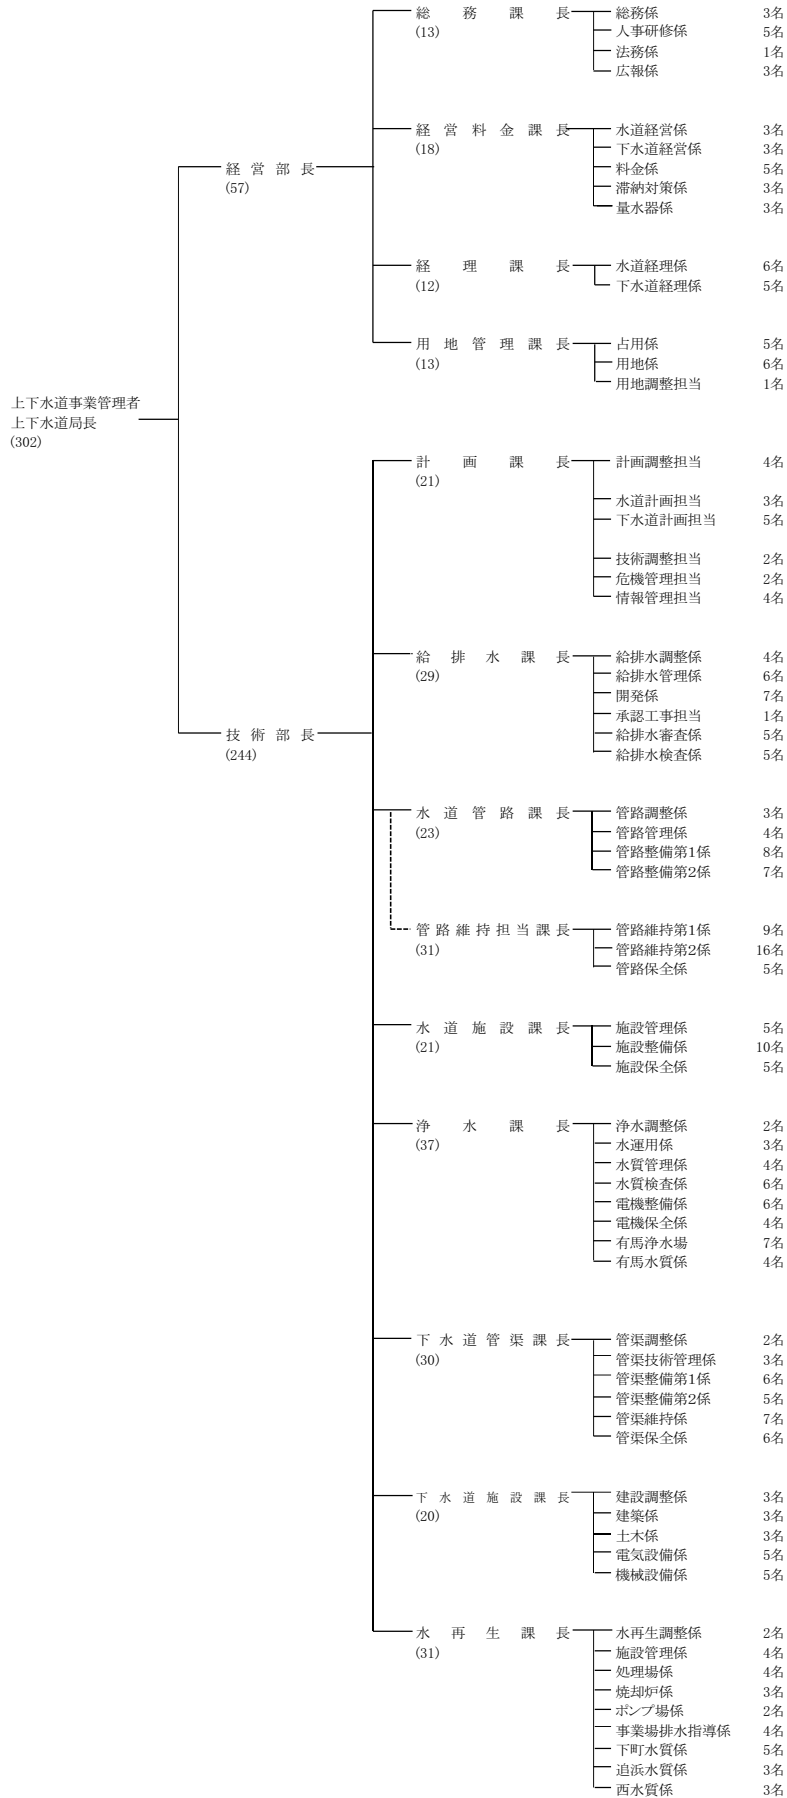 総務課長 総務係 3名
(13) 人事研修係 5名
法務係 1名
広報係 3名
経営料金課長 水道経営係 3名
(18) 下水道経営係 3名
経営部長 料金係 5名
(57) 滞納対策係 3名
量水器係 3名
経理課長 水道経理係 6名
(12) 下水道経理係 5名
用地管理課長 占用係 5名
(13) 用地係 6名
用地調整担当 1名
上下水道事業管理者
上下水道局長
(302)
計画課長 計画調整担当 4名
(21)
水道計画担当 3名
下水道計画担当 5名
技術調整担当 2名
危機管理担当 2名
情報管理担当 4名
給排水課長 給排水調整係 4名
(29) 給排水管理係 6名
開発係 7名
承認工事担当 1名
技術部長 給排水審査係 5名
(244) 給排水検査係 5名
水道管路課長 管路調整係 3名
(23) 管路管理係 4名
管路整備第1係 8名
管路整備第2係 7名
管路維持担当課長 管路維持第1係 9名
(31) 管路維持第2係 16名
管路保全係 5名
水道施設課長 施設管理係 5名
(21) 施設整備係 10名
施設保全係 5名
浄水課長 浄水調整係 2名
(37) 水運用係 3名
水質管理係 4名
水質検査係 6名
電機整備係 6名
電機保全係 4名
有馬浄水場 7名
有馬水質係 4名
下水道管渠課長 管渠調整係 2名
(30) 管渠技術管理係 3名
管渠整備第1係 6名
管渠整備第2係 5名
管渠維持係 7名
管渠保全係 6名
下水道施設課長 建設調整係 3名
(20) 建築係 3名
土木係 3名
電気設備係 5名
機械設備係 5名
水再生課長 水再生調整係 2名
(31) 施設管理係 4名
処理場係 4名
焼却炉係 3名
ポンプ場係 2名
事業場排水指導係 4名
下町水質係 5名
追浜水質係 3名
西水質係 3名